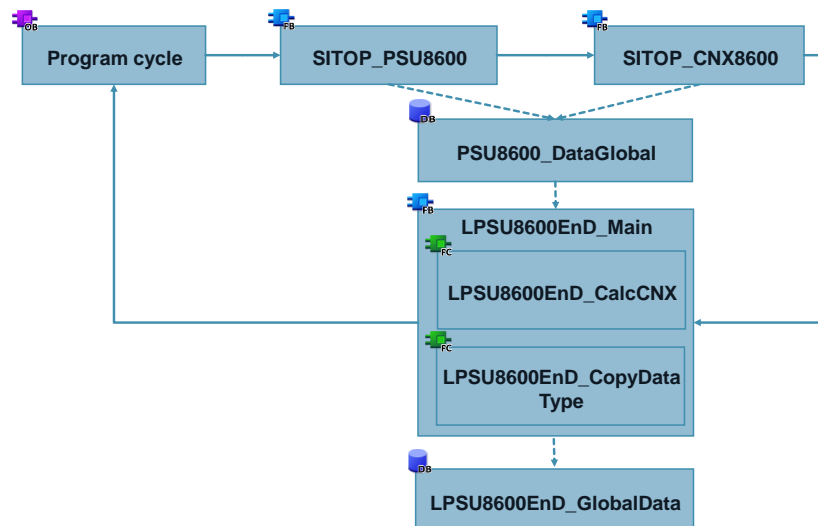 OB
FB
FB
Program cycle
SITOP_PSU8600
SITOP_CNX8600
DB
PSU8600_DataGlobal
FB
LPSU8600EnD_Main
FC
LPSU8600EnD_CalcCNX
FC
LPSU8600EnD_CopyData
Type
DB
LPSU8600EnD_GlobalData